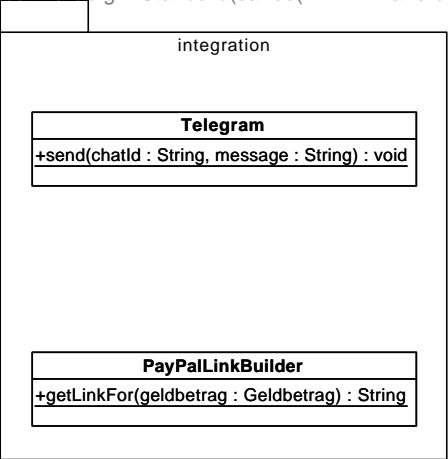 integration
Telegram
+send(chatId : String, message : String) : void
PayPalLinkBuilder
+getLinkFor(geldbetrag : Geldbetrag) : String